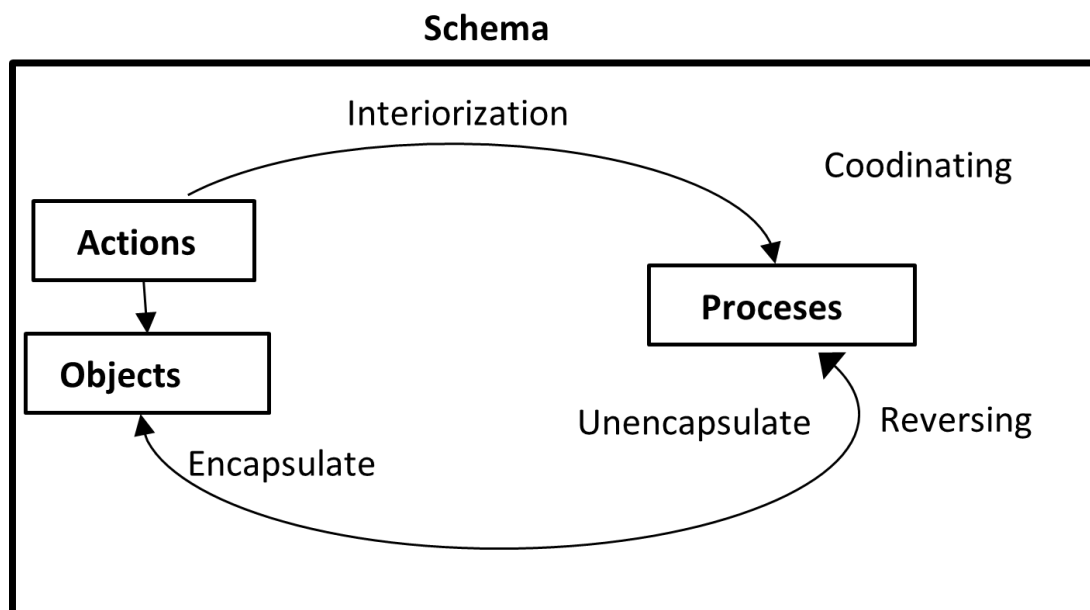 Schema
Interiorization
Coodinating
Actions
Proceses
Objects
Unencapsulate
Reversing
Encapsulate